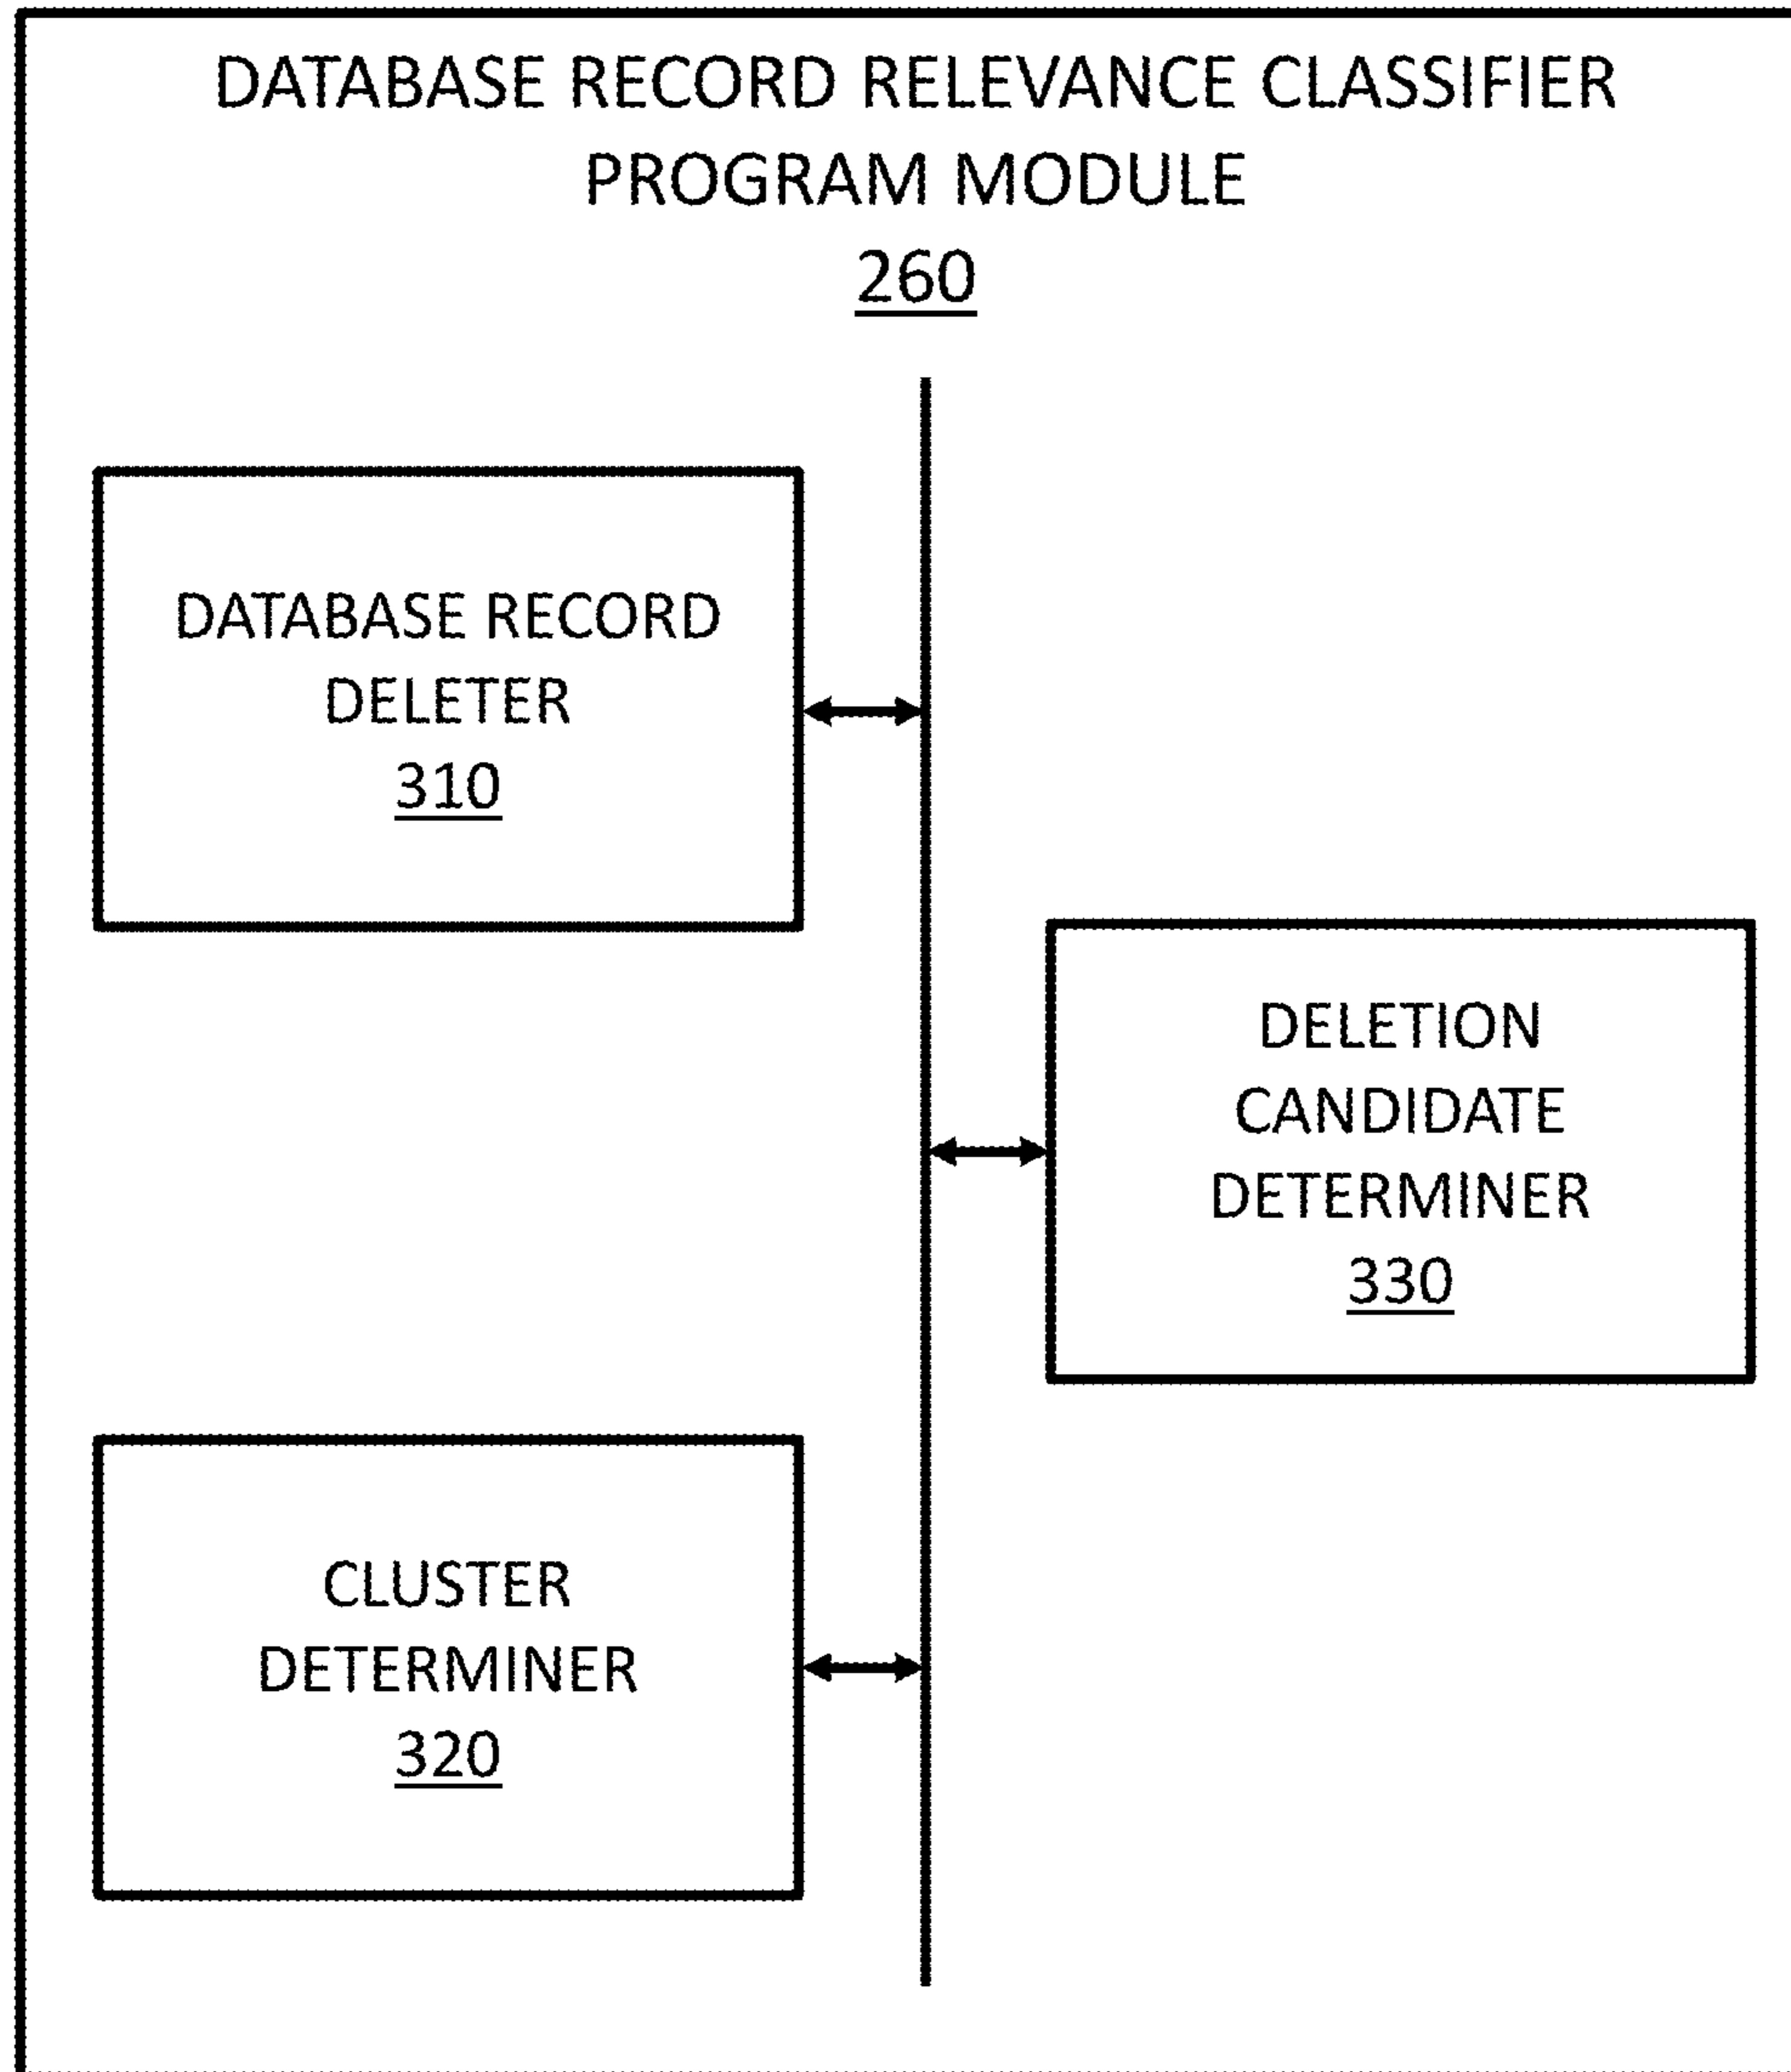 DATABASE RECORD RELEVANCE CLASSIFIER
PROGRAM MODULE
260
DATABASE RECORD
DELETER
310
DELETION
CANDIDATE
DETERMINER
330
CLUSTER
DETERMINER
320